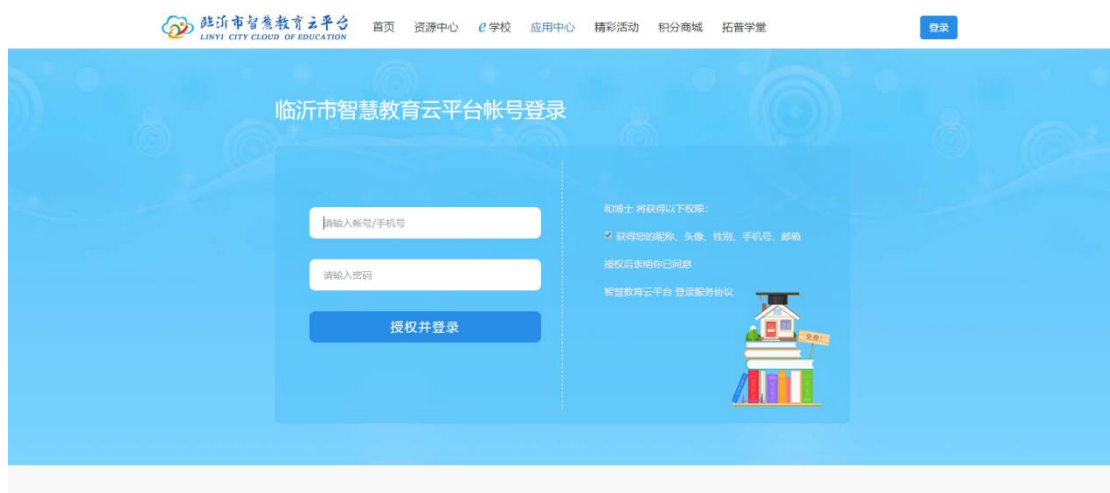 临沂市智慧教育云平台
LINYI CITY CLOUD OF EDUCATION
首页 资源中心 e学校 应用中心 精彩活动 积分商城 拓普学堂
登录
临沂市智慧教育云平台帐号登录
请输入帐号/手机号
请输入密码
授权并登录
和博士 将获得以下权限:
获得您的昵称、头像、性别、手机号、邮箱
授权后表明你已同意
智慧教育云平台 登录服务协议
免费!